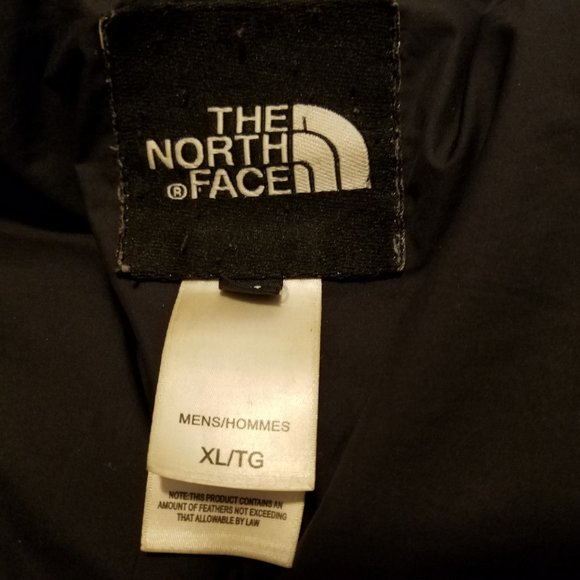 THE
NORTH
® FACE
MENS/HOMMES
XL/TG
NOTE:THIS PRODUCT CONTAINS AN
AMOUNT OF FEATHERS NOT EXCEEDING
THAT ALLOWABLE BY LAW